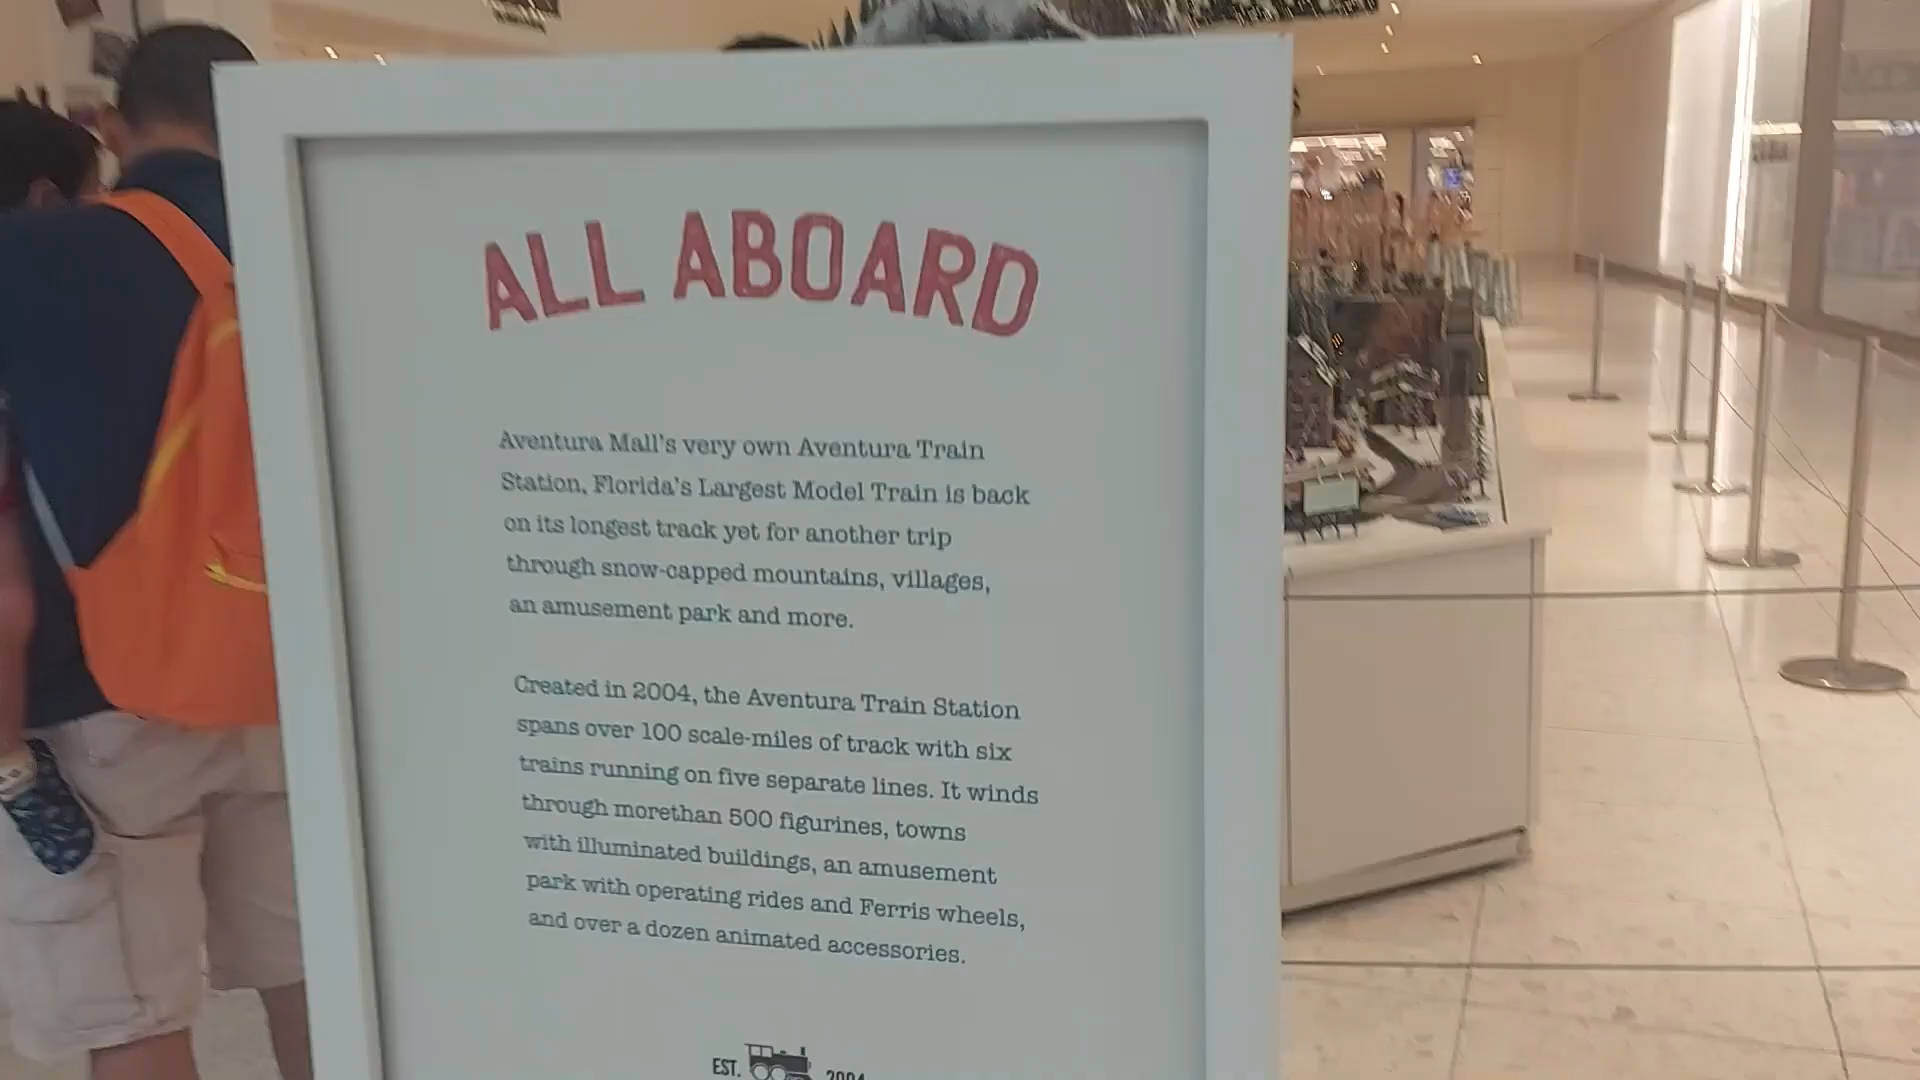 ALL ABOARD
Aventura Mall's very own Aventura Train
Station, Florida's Largest Model Train is back
on its longest track yet for another trip
through snow-capped mountains, villages,
an amusement park and more.
Created in 2004, the Aventura Train Station
spans over 100 scale-miles of track with six
trains running on five separate lines. It winds
through morethan 500 figurines, towns
with illuminated buildings, an amusement
park with operating rides and Ferris wheels,
and over a dozen animated accessories.
EST. 2004